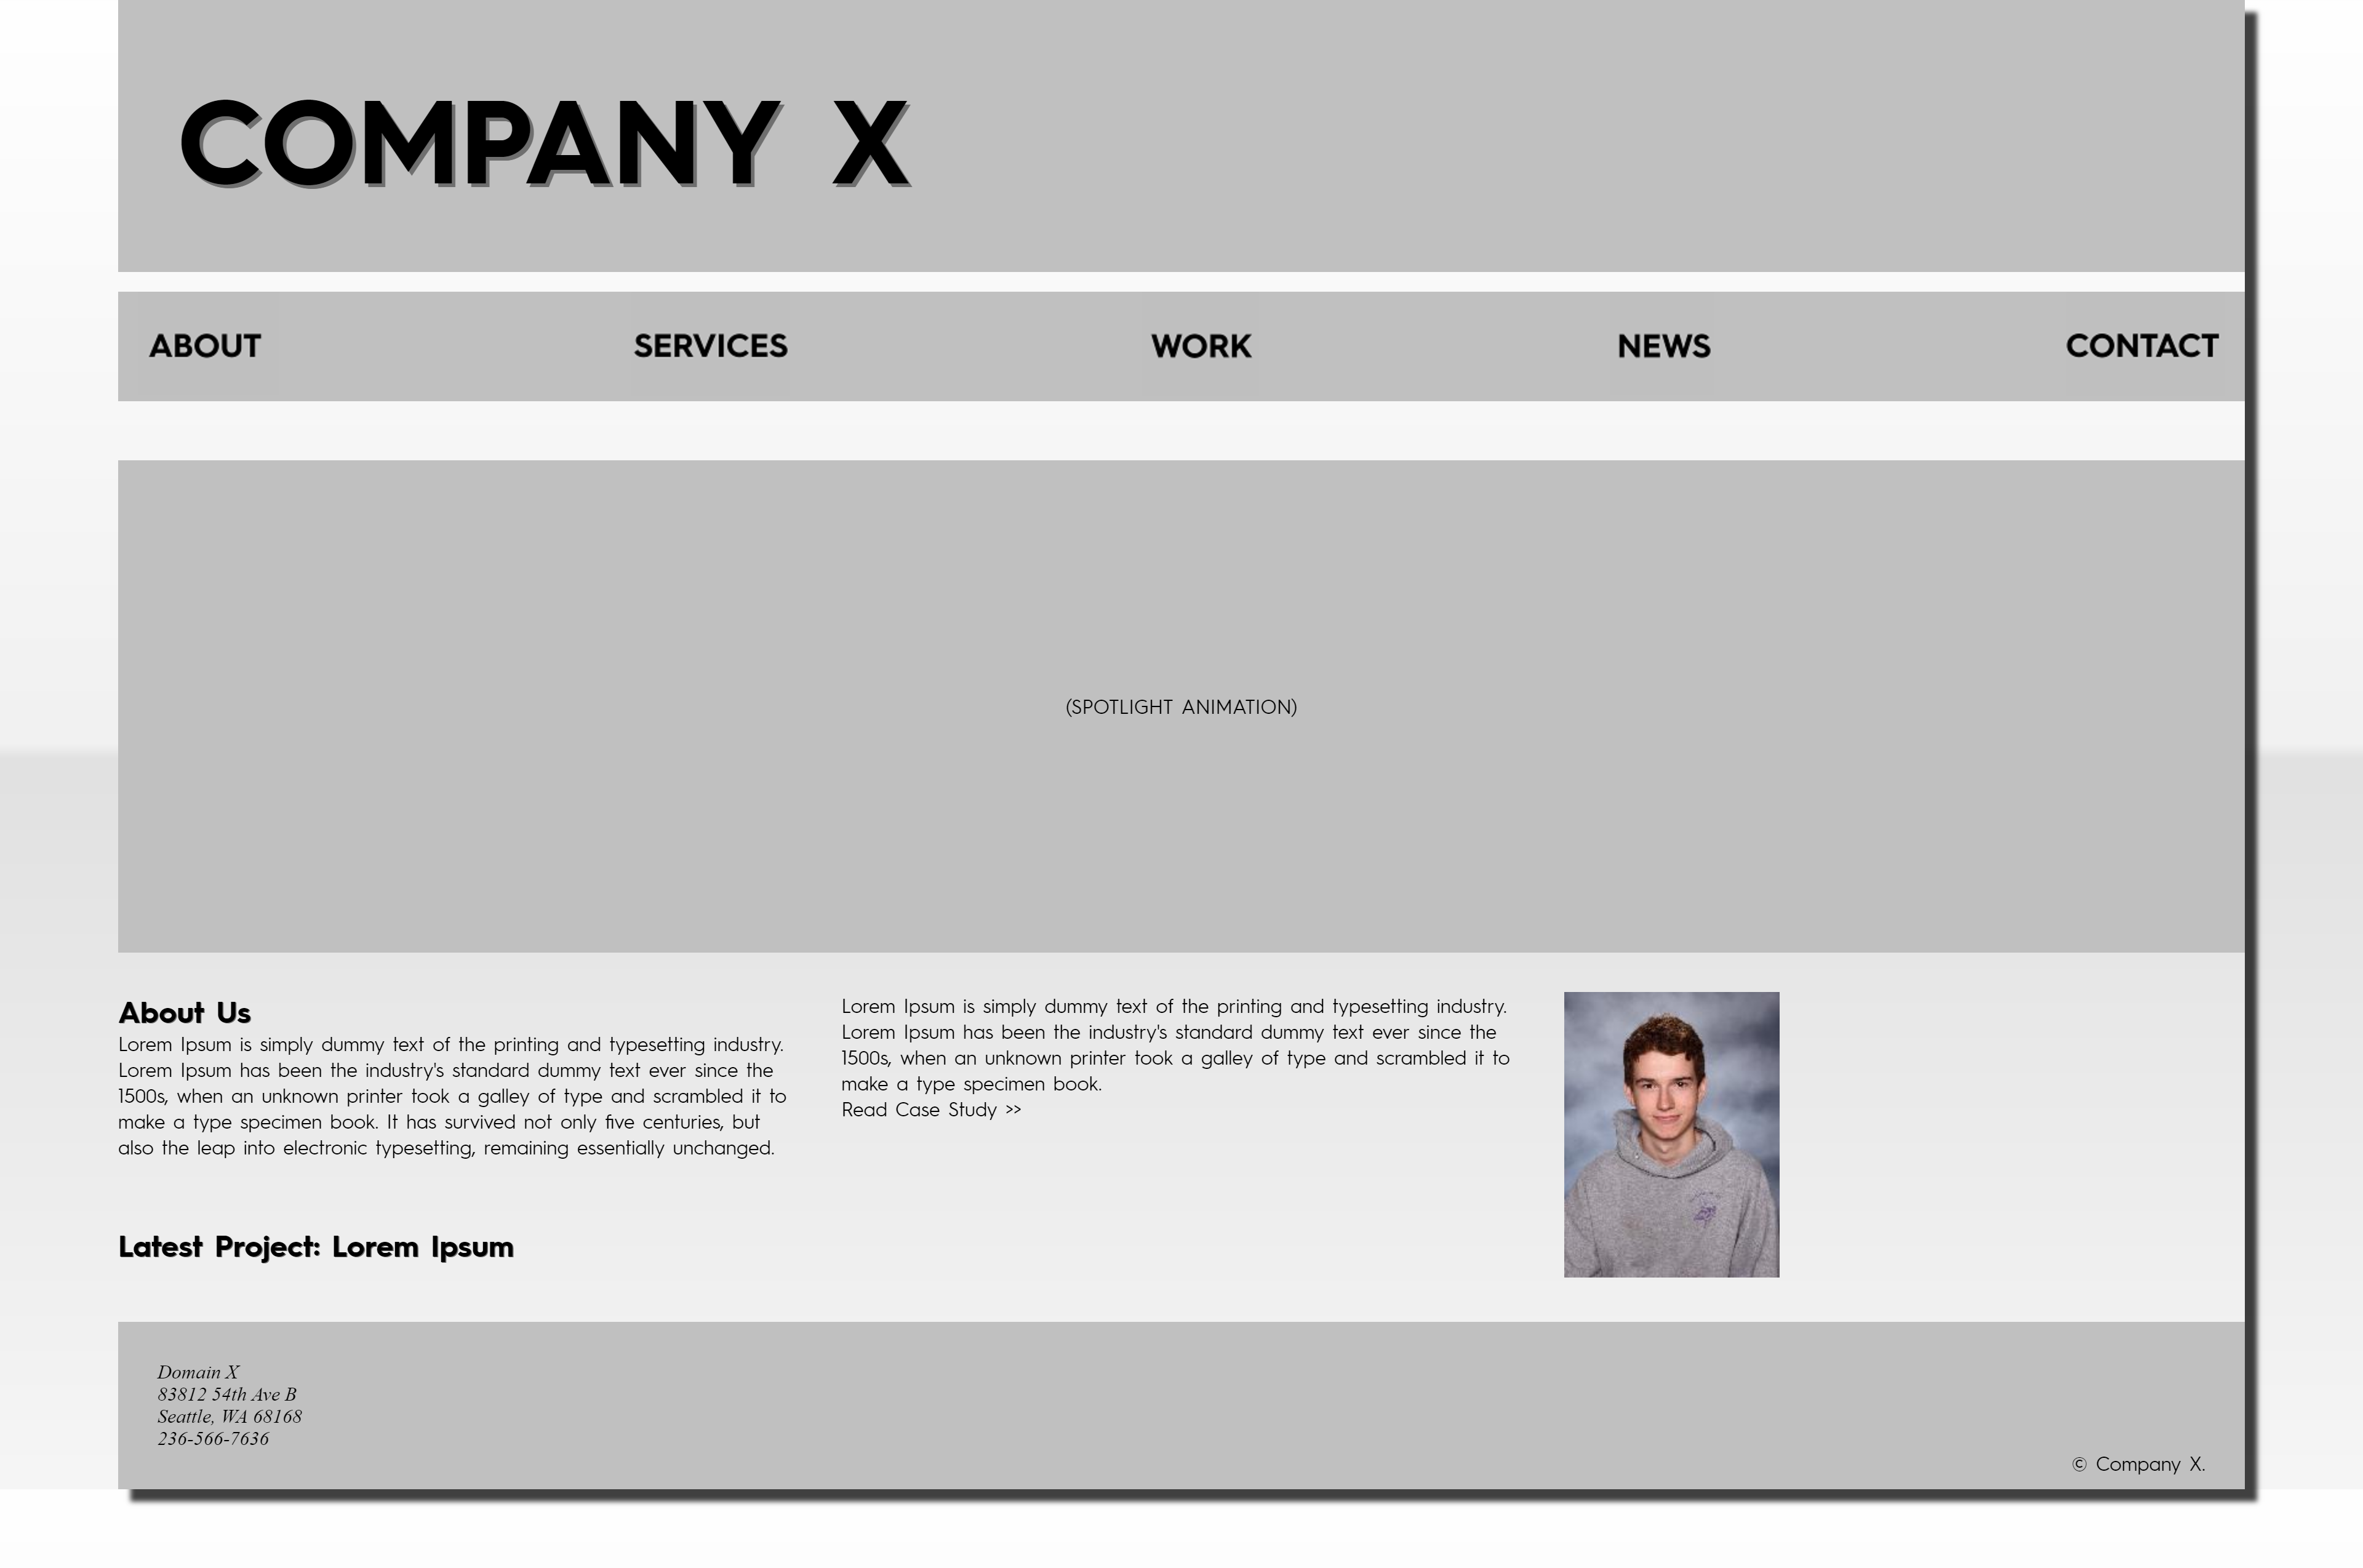 COMPANY X
ABOUT
SERVICES
WORK
NEWS
CONTACT
(SPOTLIGHT ANIMATION)
About Us
Lorem Ipsum is simply dummy text of the printing and typesetting industry.
Lorem Ipsum has been the industry's standard dummy text ever since the
1500s, when an unknown printer took a galley of type and scrambled it to
make a type specimen book. It has survived not only five centuries, but
also the leap into electronic typesetting, remaining essentially unchanged.
Latest Project: Lorem Ipsum
Lorem Ipsum is simply dummy text of the printing and typesetting industry.
Lorem Ipsum has been the industry's standard dummy text ever since the
1500s, when an unknown printer took a galley of type and scrambled it to
make a type specimen book.
Read Case Study >>
Domain X
83812 54th Ave B
Seattle, WA 68168
236-566-7636
© Company X.